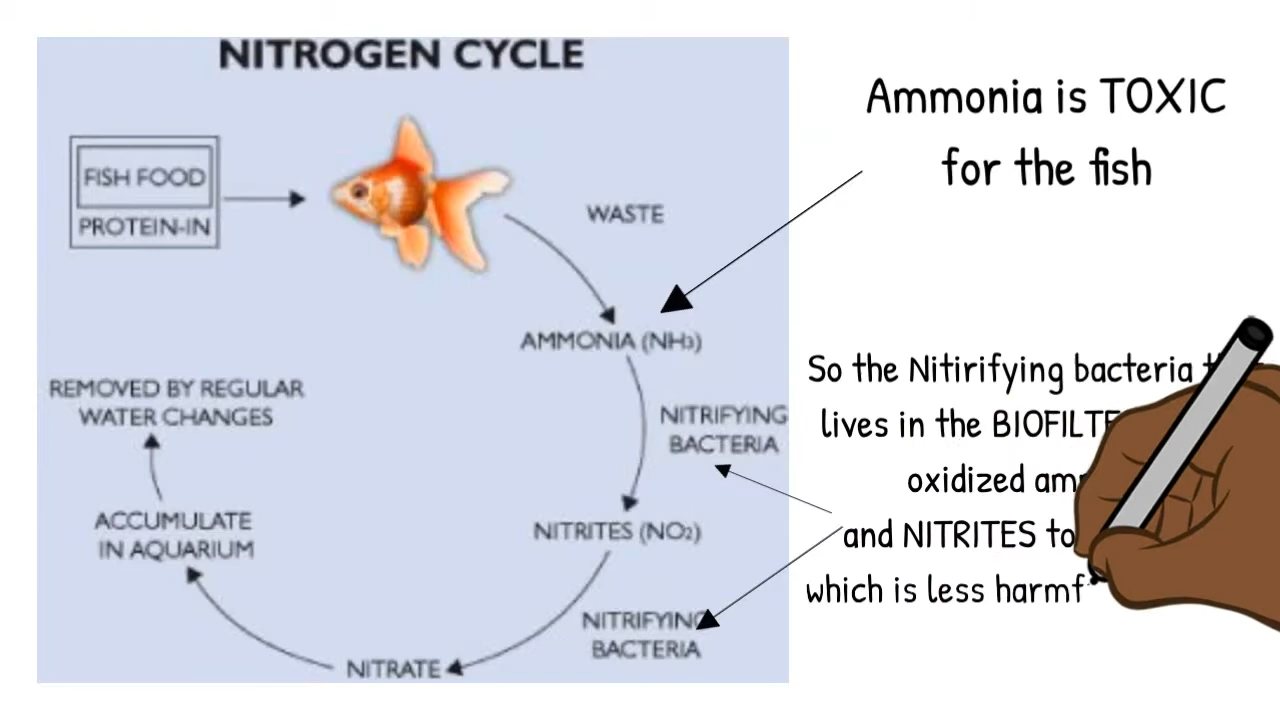 NITROGEN CYCLE
FISH FOOD
PROTEIN-IN
WASTE
AMMONIA (NH3)
NITRIFYING
BACTERIA
NITRITES (NO2)
NITRIFYING
BACTERIA
NITRATE
ACCUMULATE
IN AQUARIUM
REMOVED BY REGULAR
WATER CHANGES
Ammonia is TOXIC
for the fish
So the Nitirifying bacteria
lives in the
oxidized
and NITRITES to
which is less